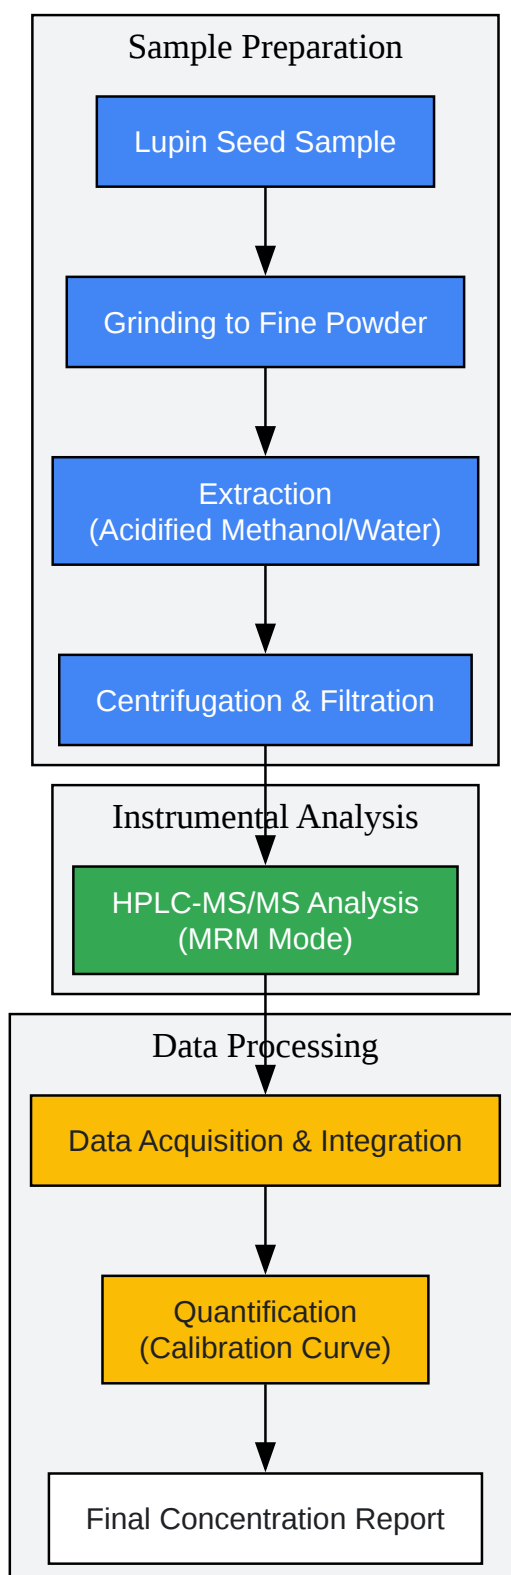 Sample Preparation
Lupin Seed Sample
Grinding to Fine Powder
Extraction
(Acidified Methanol/Water)
Centrifugation & Filtration
Instrumental Analysis
HPLC-MS/MS Analysis
(MRM Mode)
Data Processing
Data Acquisition & Integration
Quantification
(Calibration Curve)
Final Concentration Report